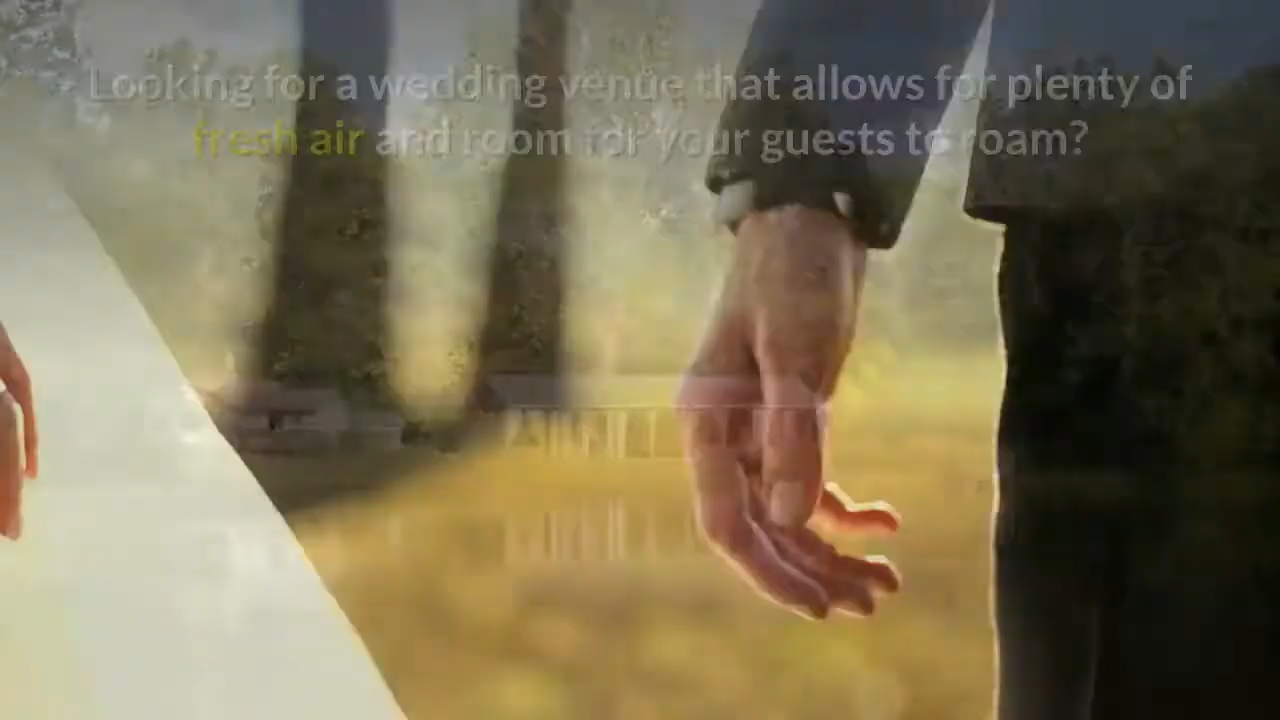 Looking for a wedding venue that allows for plenty of
fresh air and room for your guests to roam?